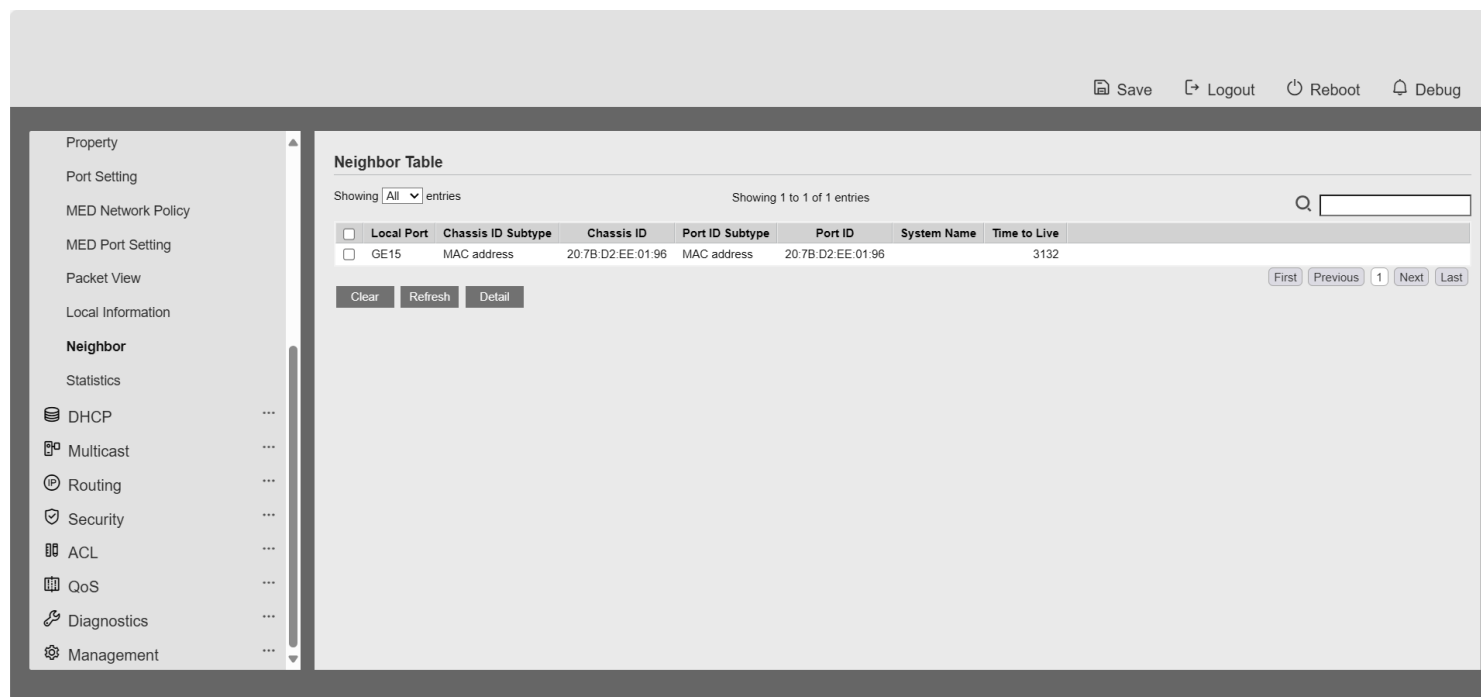 Save Logout Reboot Debug
Property
Port Setting
MED Network Policy
MED Port Setting
Packet View
Local Information
Neighbor
Statistics
DHCP ...
Multicast ...
IP Routing ...
Security ...
ACL ...
QoS ...
Diagnostics ...
Management ...
Neighbor Table
Showing All entries Showing 1 to 1 of 1 entries
Local Port Chassis ID Subtype Chassis ID Port ID Subtype Port ID System Name Time to Live
GE15 MAC address 20:7B:D2:EE:01:96 MAC address 20:7B:D2:EE:01:96 3132
First Previous 1 Next Last
Clear Refresh Detail